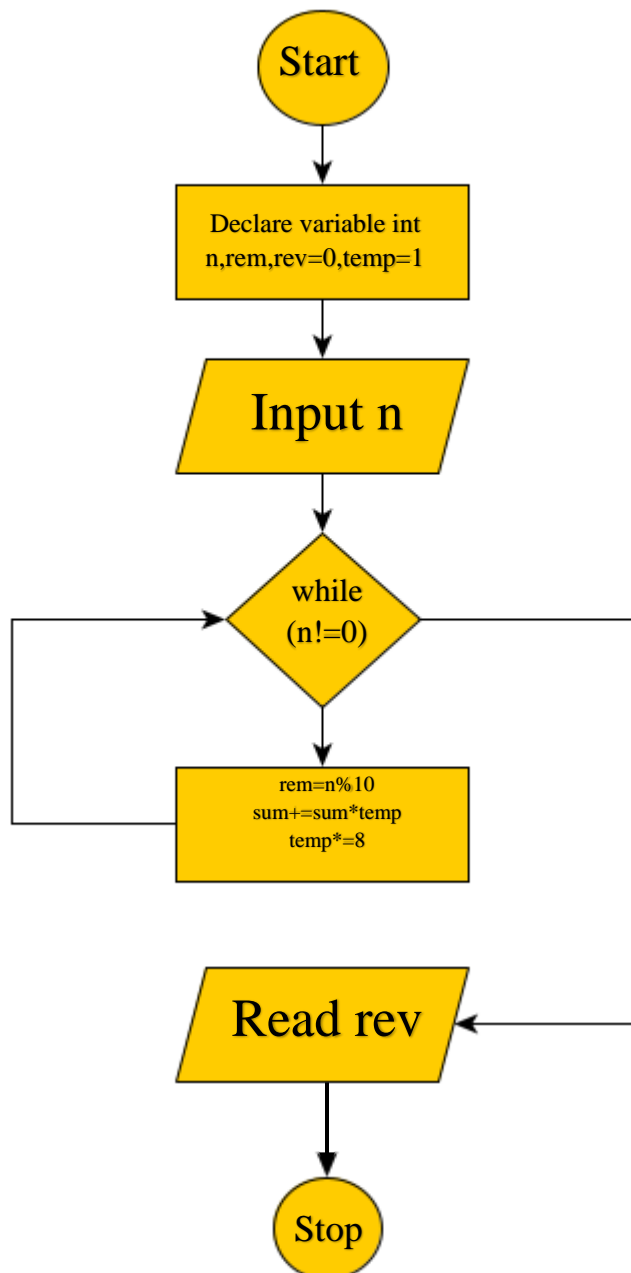 Start
Declare variable int
n,rem,rev=0,temp=1
Input n
while
(n!=0)
rem=n%10
sum+=sum*temp
temp*=8
Read rev
Stop